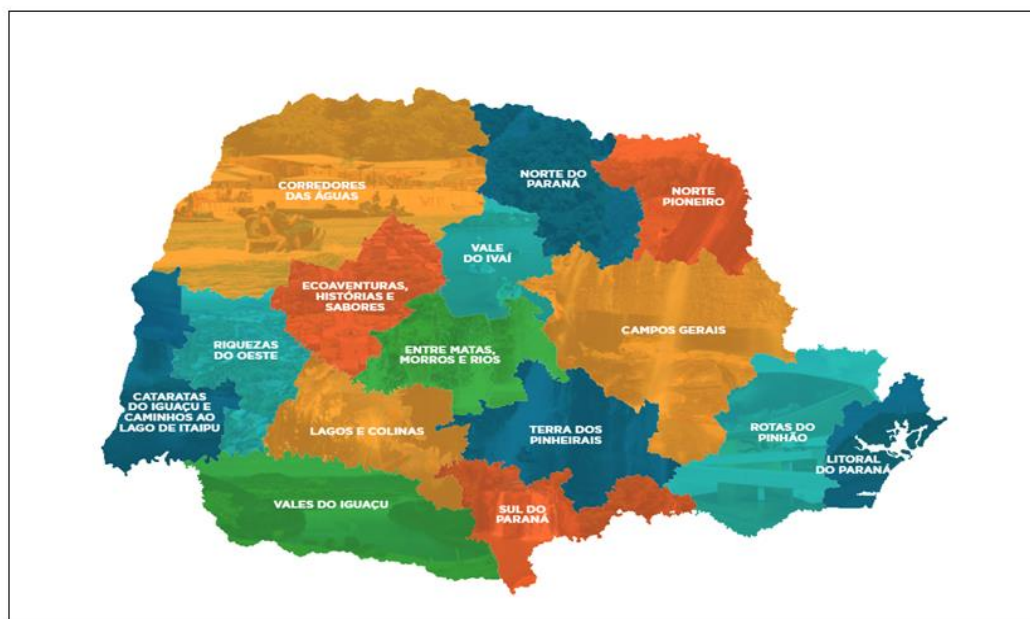 CORREDORES
DAS ÁGUAS
NORTE DO
PARANÁ
NORTE
PIONEIRO
VALE
DO IVAÍ
ECOAVENTURAS,
HISTÓRIAS E
SABORES
RIQUEZAS
DO OESTE
ENTRE MATAS,
MORROS E RIOS
CAMPOS GERAIS
CATARATAS
DO IGUAÇU E
CAMINHOS AO
LAGO DE ITAIPU
LAGOS E COLINAS
TERRA DOS
PINHEIRAIS
ROTAS DO
PINHÃO
LITORAL
DO PARANÁ
VALES DO IGUAÇU
SUL DO
PARANÁ